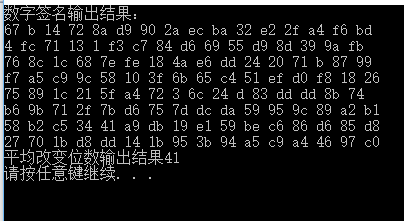 数字签名输出结果:
67 b 14 72 8a d9 90 2a ec ba 32 e2 2f a4 f6 bd
4 fc 71 13 1 f3 c7 84 d6 69 55 d9 8d 39 9a fb
76 8c 1c 68 7e fe 18 4a e6 dd 24 20 71 b 87 99
f7 a5 c9 9c 58 10 3f 6b 65 c4 51 ef d0 f8 18 26
75 89 1c 21 5f a4 72 3 6c 24 d 83 dd dd 8b 74
b6 9b 71 2f 7b d6 75 7d dc da 59 95 9c 89 a2 b1
58 b2 c5 34 41 a9 db 19 e1 59 be c6 86 d6 85 d8
27 70 1b d8 dd 14 1b 95 3b 94 a5 c9 a4 46 97 c0
平均改变位数输出结果41
请按任意键继续. . .